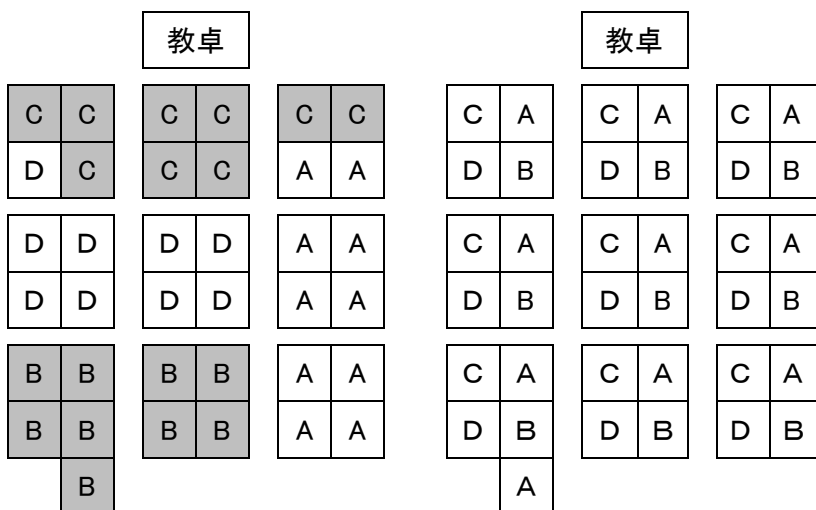 教卓 教卓
C C C C C C C A C A C A
D C C C A A D B D B D B
D D D D A A C A C A C A
D D D D A A D B D B D B
B B B B A A C A C A C A
B B B B A A D B D B D B
B A